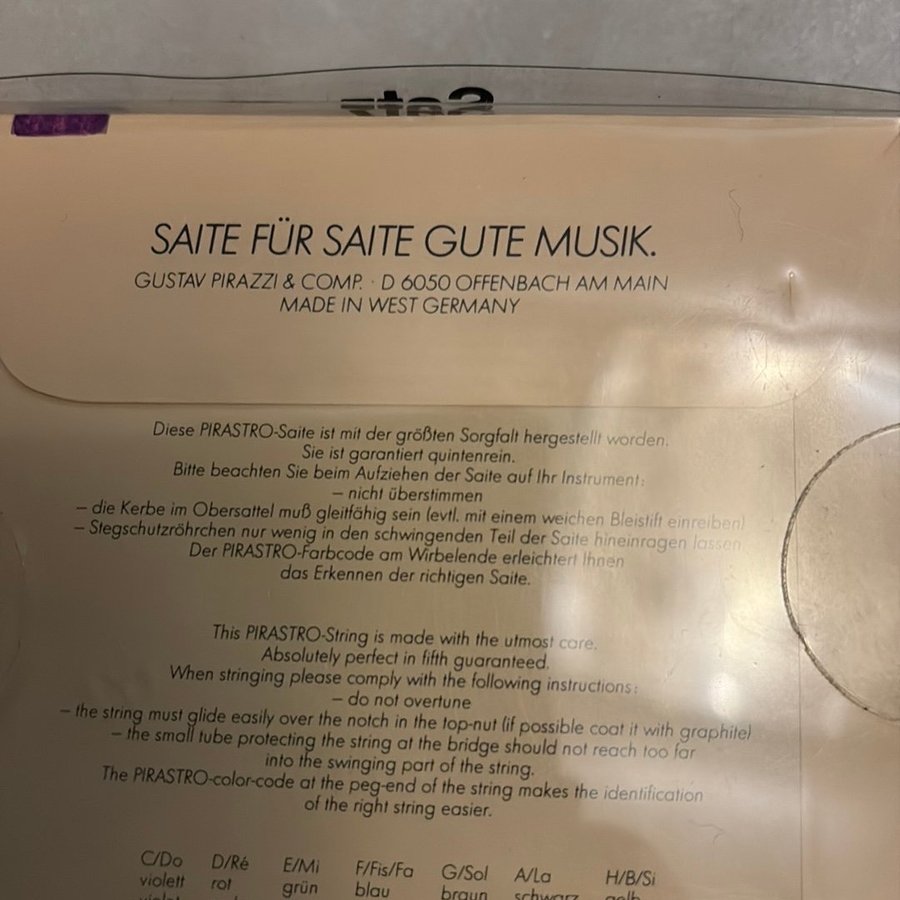 Satz
SAITE FÜR SAITE GUTE MUSIK.
GUSTAV PIRAZZI & COMP. · D 6050 OFFENBACH AM MAIN
MADE IN WEST GERMANY
Diese PIRASTRO-Saite ist mit der größten Sorgfalt hergestellt worden.
Sie ist garantiert quintenrein.
Bitte beachten Sie beim Aufziehen der Saite auf Ihr Instrument:
– nicht überstimmen
– die Kerbe im Obersattel muß gleitfähig sein (evtl. mit einem weichen Bleistift einreiben)
– Stegschutzröhrchen nur wenig in den schwingenden Teil der Saite hineinragen lassen
Der PIRASTRO-Farbcode am Wirbelende erleichtert Ihnen
das Erkennen der richtigen Saite.
This PIRASTRO-String is made with the utmost care.
Absolutely perfect in fifth guaranteed.
When stringing please comply with the following instructions:
– do not overtune
– the string must glide easily over the notch in the top-nut (if possible coat it with graphite)
– the small tube protecting the string at the bridge should not reach too far
into the swinging part of the string.
The PIRASTRO-color-code at the peg-end of the string makes the identification
of the right string easier.
C/Do D/Ré E/Mi F/Fis/Fa G/Sol A/La H/B/Si
violett rot grün blau braun schwarz gelb